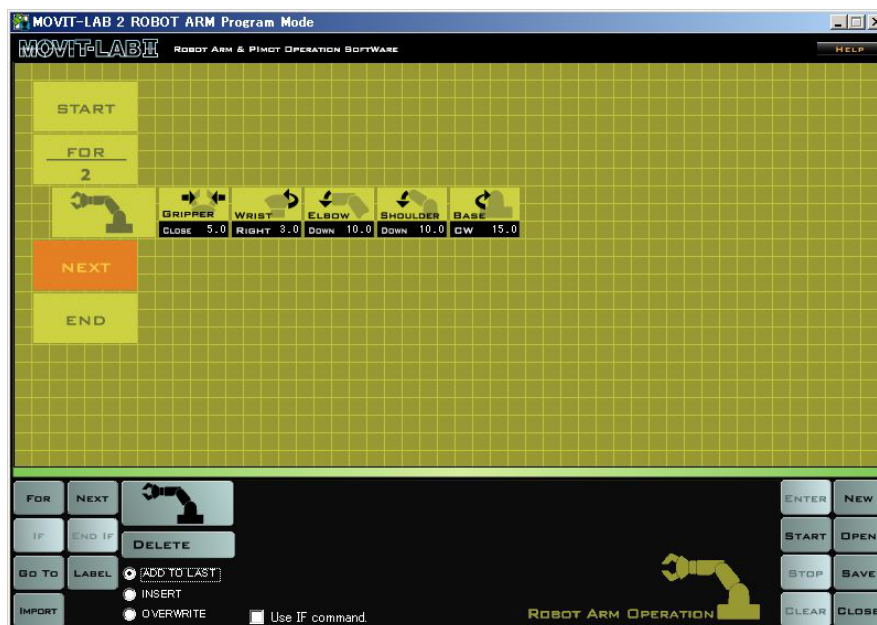 MOVIT-LAB 2 ROBOT ARM Program Mode
MOVIT-LAB II ROBOT ARM & PIMOT OPERATION SOFTWARE HELP
START
FOR
2
GRIPPER WRIST ELBOW SHOULDER BASE
CLOSE 5.0 RIGHT 3.0 DOWN 10.0 DOWN 10.0 CW 15.0
NEXT
END
FOR NEXT ENTER NEW
IF END IF DELETE START OPEN
GO TO LABEL ADD TO LAST STOP SAVE
INSERT
IMPORT OVERWRITE Use IF command. ROBOT ARM OPERATION CLEAR CLOSE